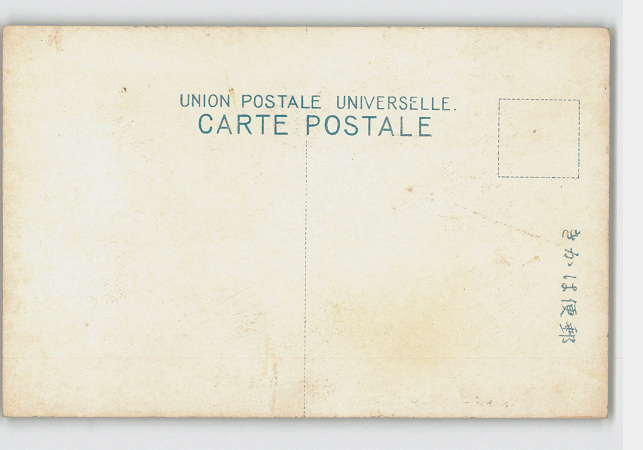 UNION POSTALE UNIVERSELLE.
CARTE POSTALE
郵便はかき